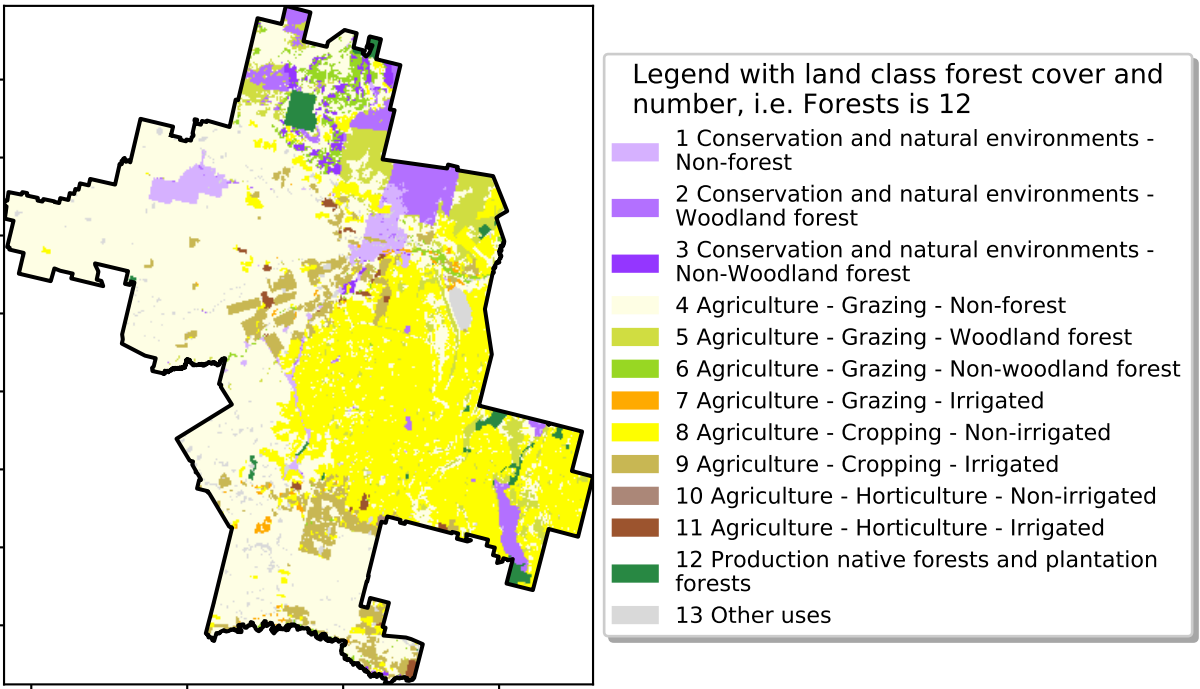 Legend with land class forest cover and
number, i.e. Forests is 12
1 Conservation and natural environments -
Non-forest
2 Conservation and natural environments -
Woodland forest
3 Conservation and natural environments -
Non-Woodland forest
4 Agriculture - Grazing - Non-forest
5 Agriculture - Grazing - Woodland forest
6 Agriculture - Grazing - Non-woodland forest
7 Agriculture - Grazing - Irrigated
8 Agriculture - Cropping - Non-irrigated
9 Agriculture - Cropping - Irrigated
10 Agriculture - Horticulture - Non-irrigated
11 Agriculture - Horticulture - Irrigated
12 Production native forests and plantation
forests
13 Other uses